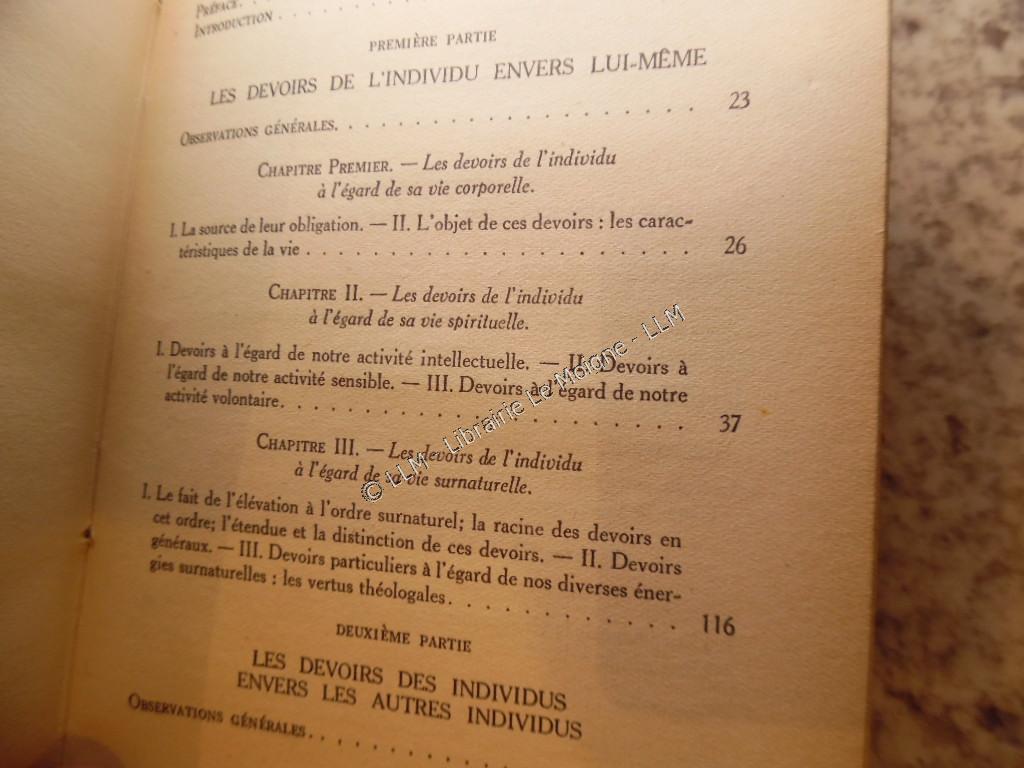 PRÉFACE. . .
INTRODUCTION . . . . . . . . . .
PREMIÈRE PARTIE
LES DEVOIRS DE L'INDIVIDU ENVERS LUI-MÊME
OBSERVATIONS GÉNÉRALES. . . . . . . . . . . . . . . . . . . . 23
CHAPITRE PREMIER. — Les devoirs de l'individu
à l'égard de sa vie corporelle.
I. La source de leur obligation. — II. L'objet de ces devoirs : les carac-
téristiques de la vie . . . . . . . . . . . . . . . . . . . . . 26
CHAPITRE II. — Les devoirs de l'individu
à l'égard de sa vie spirituelle.
I. Devoirs à l'égard de notre activité intellectuelle. — II. Devoirs à
l'égard de notre activité sensible. — III. Devoirs à l'égard de notre
activité volontaire. . . . . . . . . . . . . . . . . . . . . . 37
CHAPITRE III. — Les devoirs de l'individu
à l'égard de sa vie surnaturelle.
I. Le fait de l'élévation à l'ordre surnaturel; la racine des devoirs en
cet ordre; l'étendue et la distinction de ces devoirs. — II. Devoirs
généraux. — III. Devoirs particuliers à l'égard de nos diverses éner-
gies surnaturelles : les vertus théologales. . . . . . . . . . . . . 116
DEUXIÈME PARTIE
LES DEVOIRS DES INDIVIDUS
ENVERS LES AUTRES INDIVIDUS
OBSERVATIONS GÉNÉRALES. . . . . . . . . . .
© LLM - Librairie Le Moigne - LLM